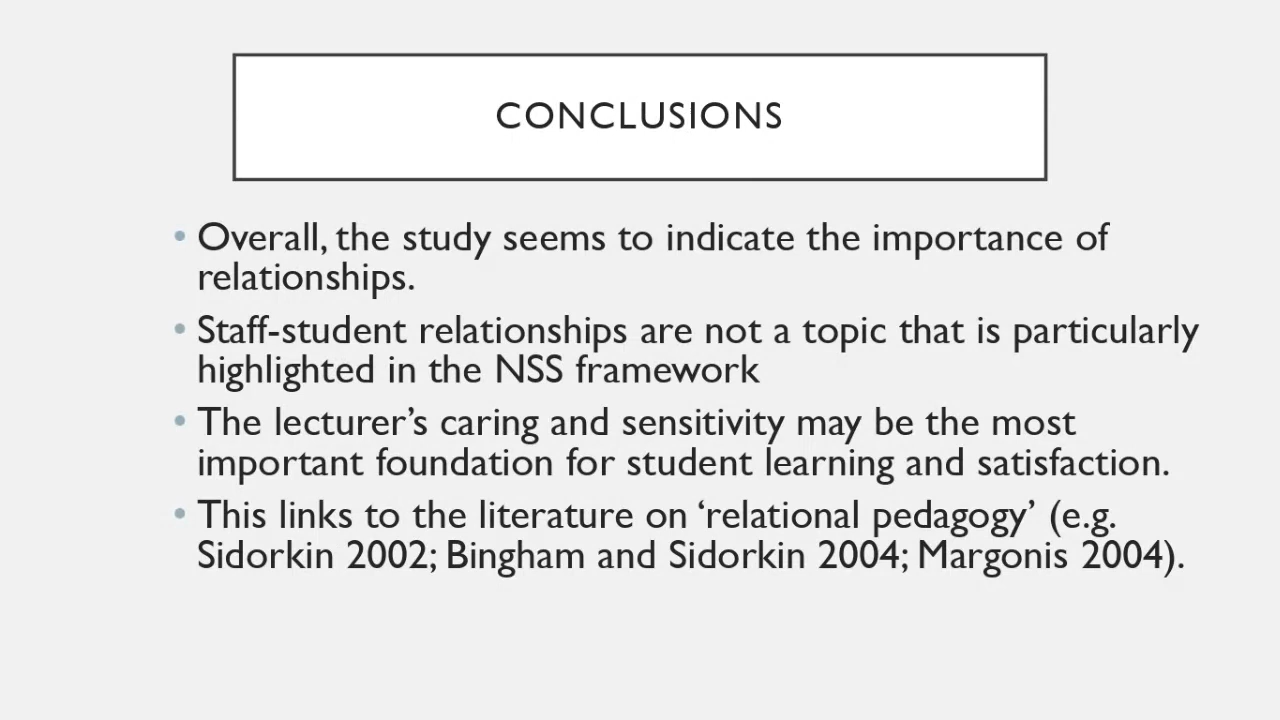 CONCLUSIONS
• Overall, the study seems to indicate the importance of
relationships.
• Staff-student relationships are not a topic that is particularly
highlighted in the NSS framework
• The lecturer’s caring and sensitivity may be the most
important foundation for student learning and satisfaction.
• This links to the literature on ‘relational pedagogy’ (e.g.
Sidorkin 2002; Bingham and Sidorkin 2004; Margonis 2004).